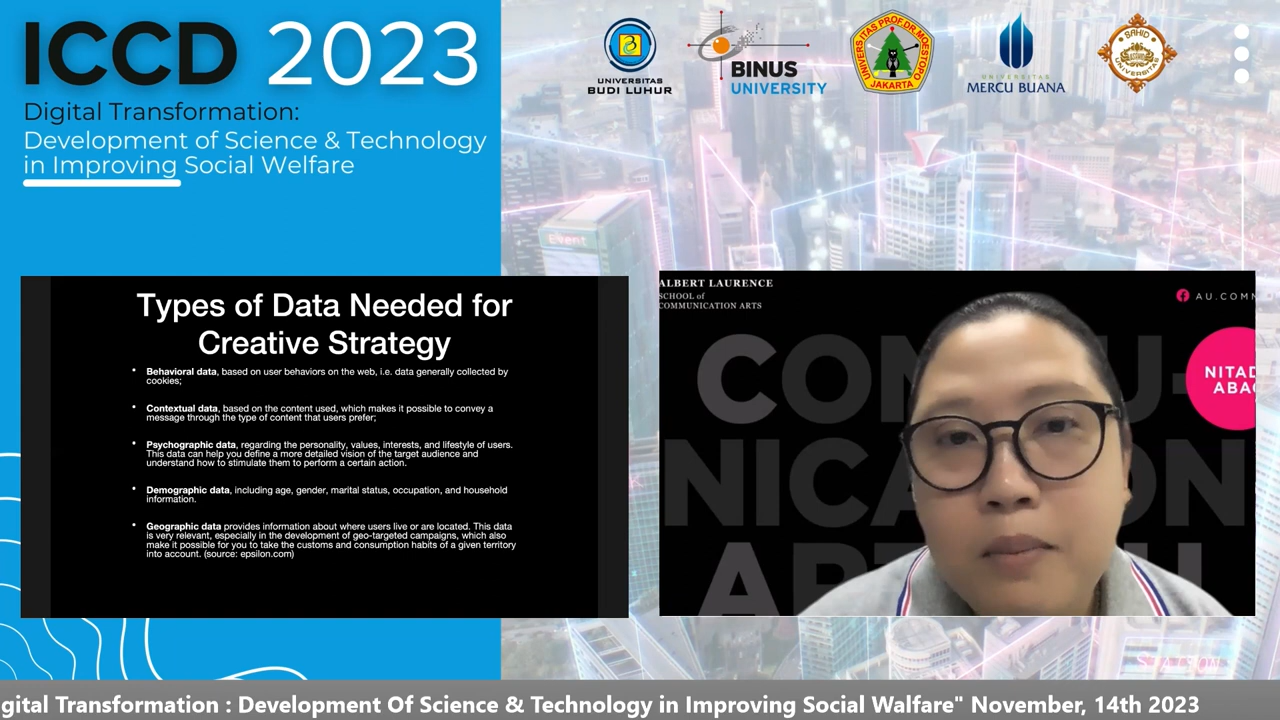 ICCD 2023
Digital Transformation:
Development of Science & Technology
in Improving Social Welfare
UNIVERSITAS
BUDI LUHUR
BINUS
UNIVERSITY
UNIVERSITAS PROF.DR.MOESTOPO
JAKARTA
UNIVERSITAS
MERCU BUANA
SAHID
UNIVERSITAS
Event
Types of Data Needed for
Creative Strategy
• Behavioral data, based on user behaviors on the web, i.e. data generally collected by
cookies;
• Contextual data, based on the content used, which makes it possible to convey a
message through the type of content that users prefer;
• Psychographic data, regarding the personality, values, interests, and lifestyle of users.
This data can help you define a more detailed vision of the target audience and
understand how to stimulate them to perform a certain action.
• Demographic data, including age, gender, marital status, occupation, and household
information.
• Geographic data provides information about where users live or are located. This data
is very relevant, especially in the development of geo-targeted campaigns, which also
make it possible for you to take the customs and consumption habits of a given territory
into account. (source: epsilon.com)
ALBERT LAURENCE
SCHOOL of
COMMUNICATION ARTS
AU.COMM
NITAD
ABA
gital Transformation : Development Of Science & Technology in Improving Social Walfare" November, 14th 2023